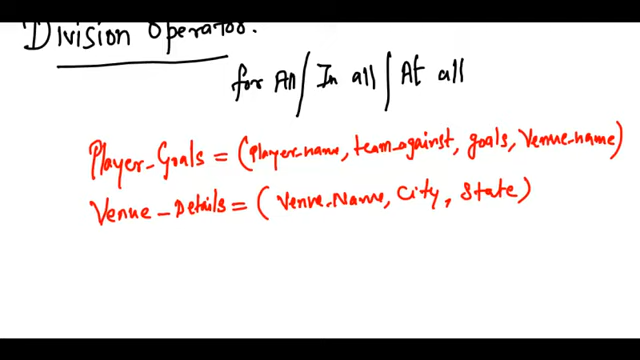 Division Operator.
for All / In all / At all
Player_Goals = (Player_name, team_against, goals, Venue_name)
Venue_Details = (Venue_Name, City, State)